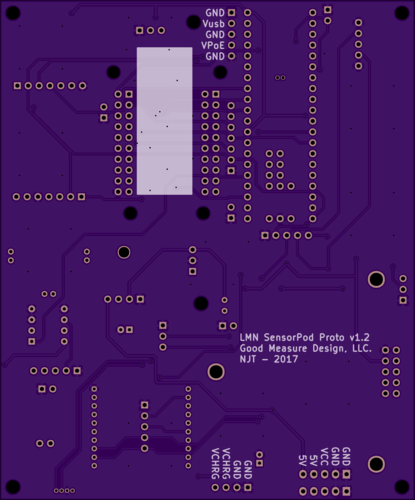 GND
Vusb
GND
VPoE
GND
LMN SensorPod Proto v1.2
Good Measure Design, LLC.
NJT - 2017
VCHRG
VCHRG
GND
GND
5V
5V
VCC
GND
GND